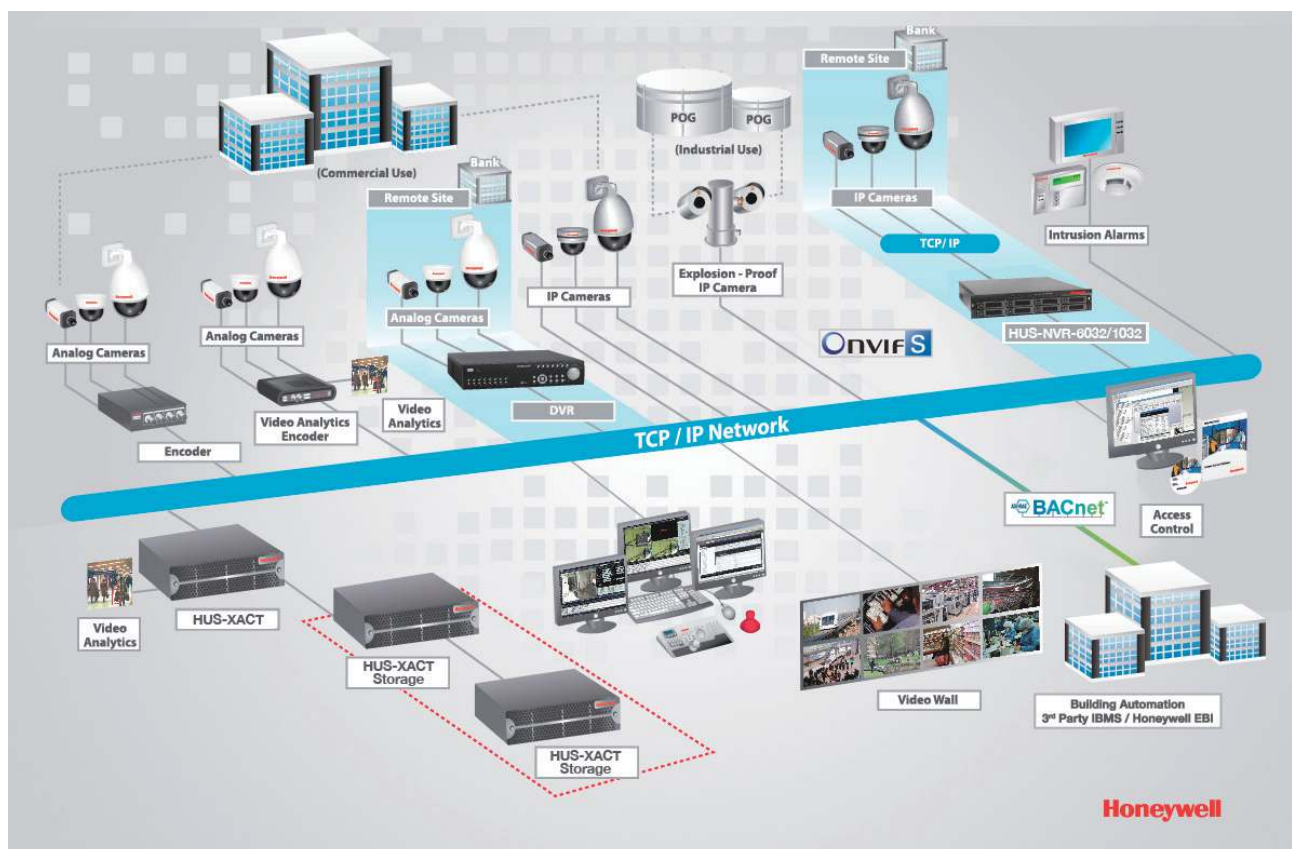 Bank
Remote Site
POG
POG
(Industrial Use)
(Commercial Use)
Bank
Remote Site
IP Cameras
TCP/ IP
Intrusion Alarms
Explosion - Proof
IP Camera
IP Cameras
Analog Cameras
Analog Cameras
Analog Cameras
ONVIF S
HUS-NVR-6032/1032
DVR
Video
Analytics
Video Analytics
Encoder
Encoder
TCP / IP Network
BACnet™
Access
Control
HUS-XACT
Video
Analytics
HUS-XACT
Storage
HUS-XACT
Storage
Video Wall
Building Automation
3rd Party IBMS / Honeywell EBI
Honeywell